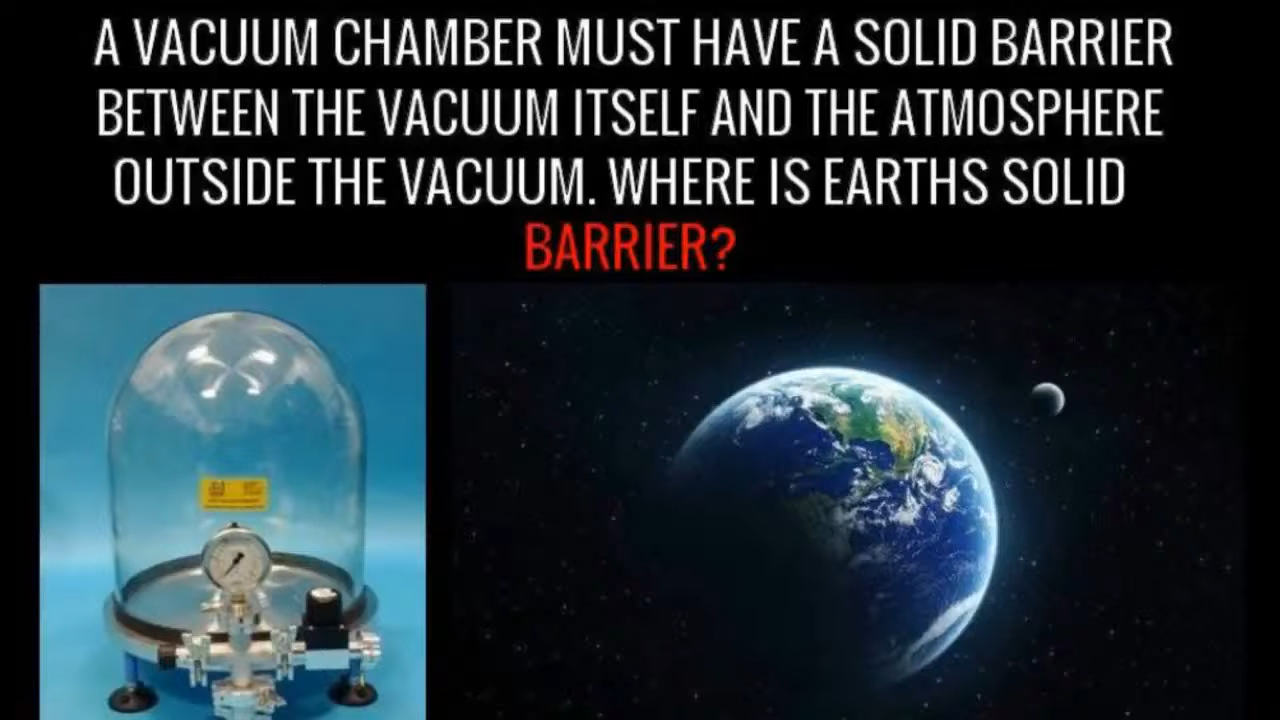 A VACUUM CHAMBER MUST HAVE A SOLID BARRIER
BETWEEN THE VACUUM ITSELF AND THE ATMOSPHERE
OUTSIDE THE VACUUM. WHERE IS EARTHS SOLID
BARRIER?